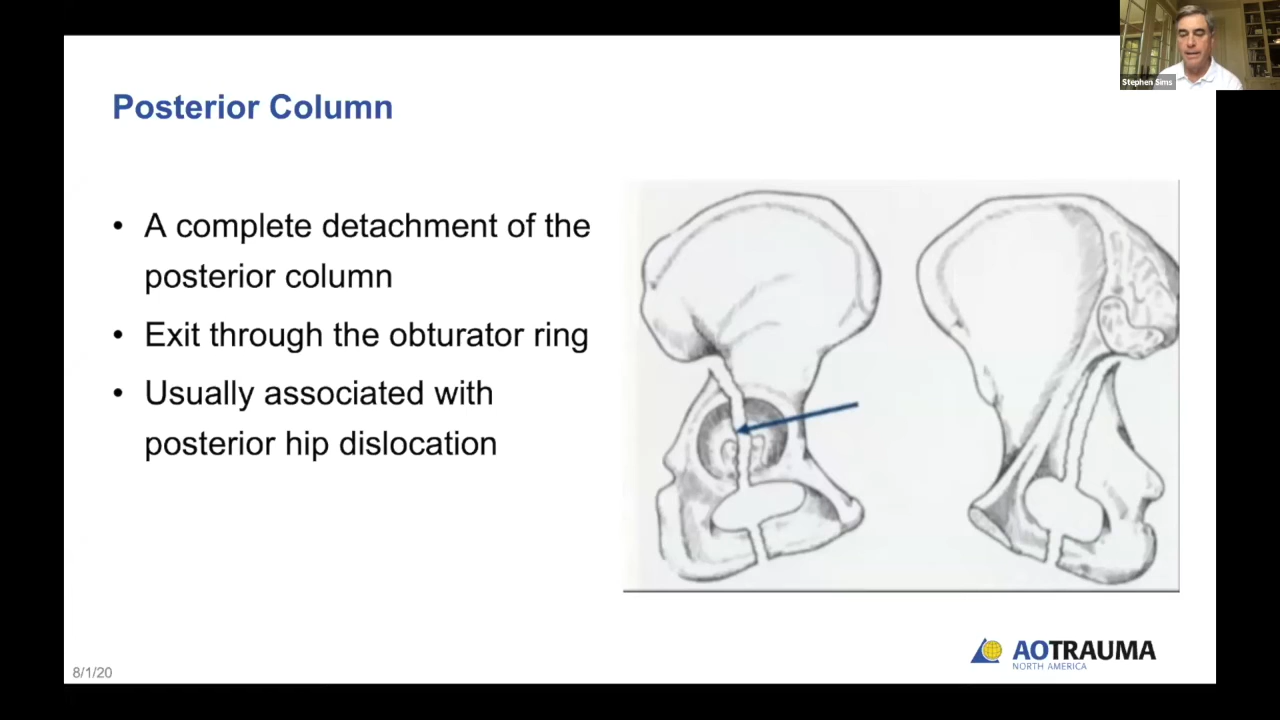 Stephen Sims
Posterior Column
• A complete detachment of the
posterior column
• Exit through the obturator ring
• Usually associated with
posterior hip dislocation
AOTRAUMA
NORTH AMERICA
8/1/20